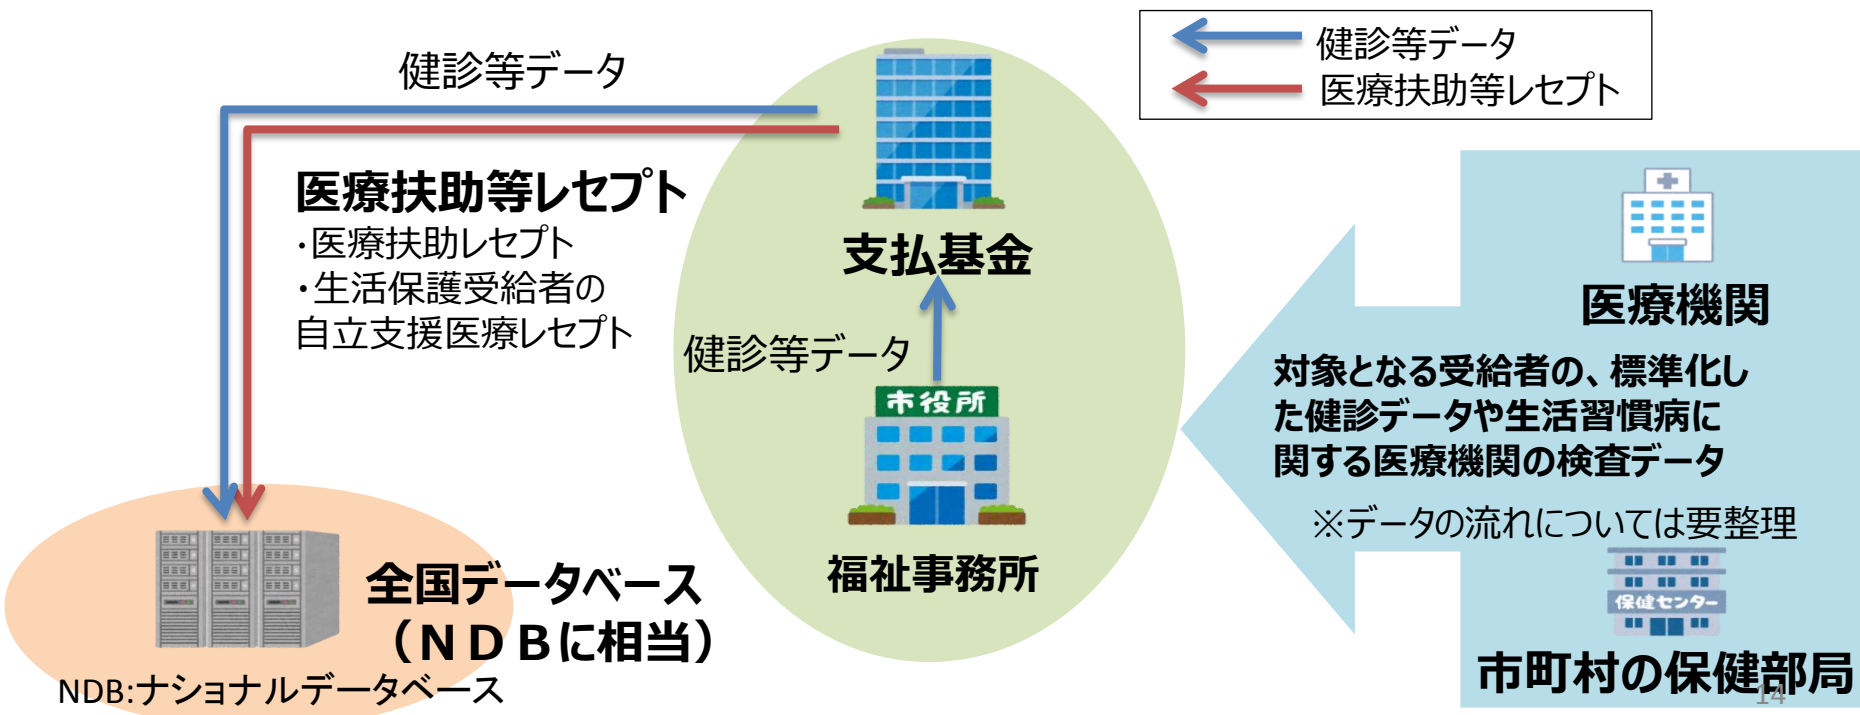 健診等データ
医療扶助等レセプト
健診等データ
医療扶助等レセプト
・医療扶助レセプト
・生活保護受給者の
自立支援医療レセプト
支払基金
健診等データ
市役所
福祉事務所
医療機関
対象となる受給者の、標準化し
た健診データや生活習慣病に
関する医療機関の検査データ
※データの流れについては要整理
保健センター
市町村の保健部局
14
全国データベース
（ＮＤＢに相当）
NDB:ナショナルデータベース